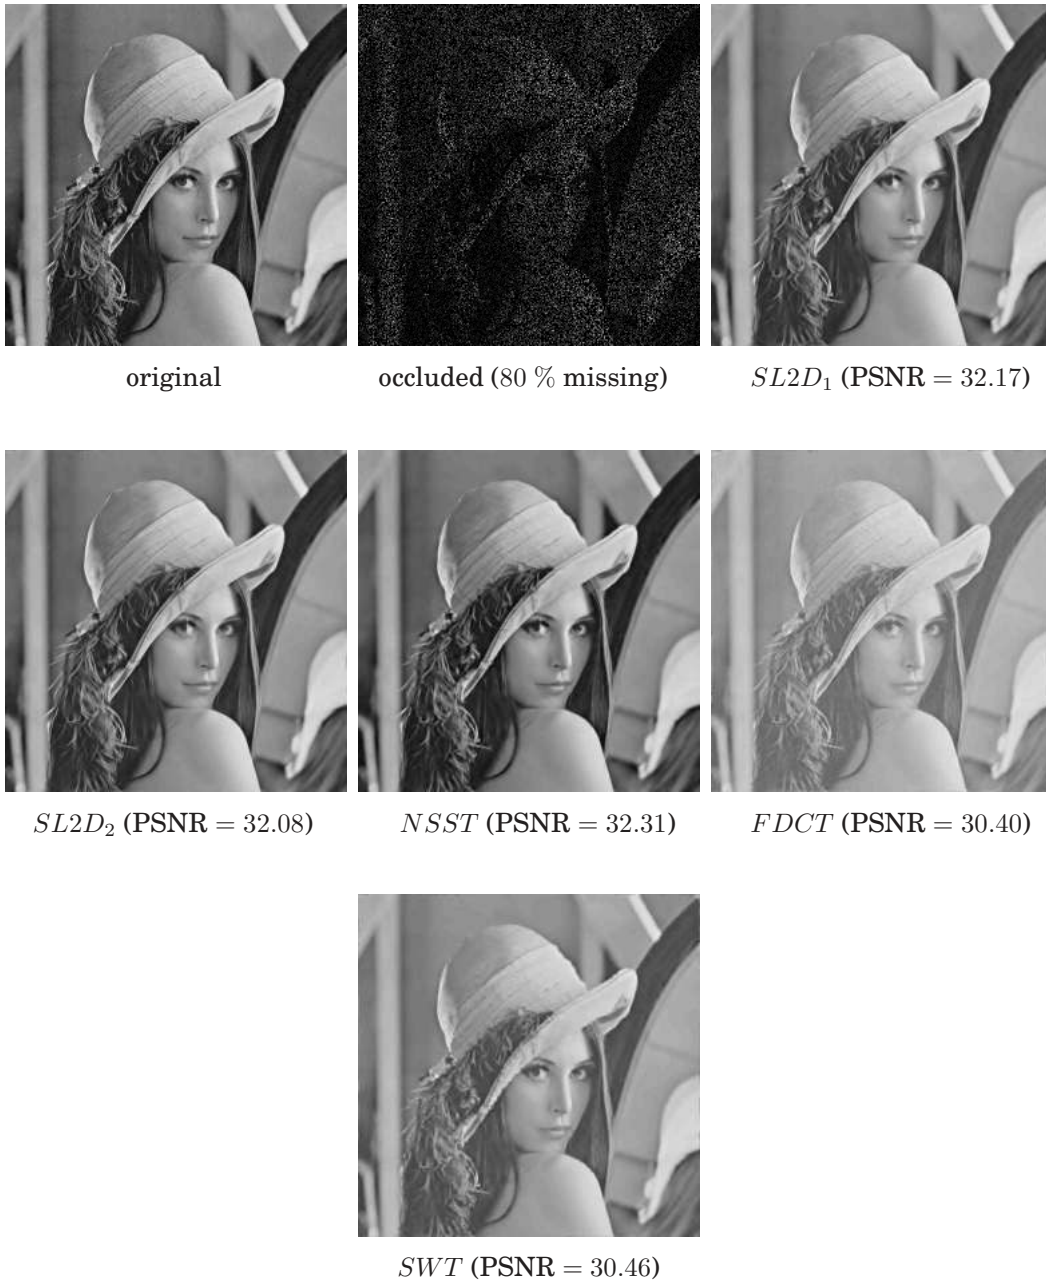 original
occluded (80 % missing)
SL2D₁ (PSNR = 32.17)
SL2D₂ (PSNR = 32.08)
NSST (PSNR = 32.31)
FDCT (PSNR = 30.40)
SWT (PSNR = 30.46)